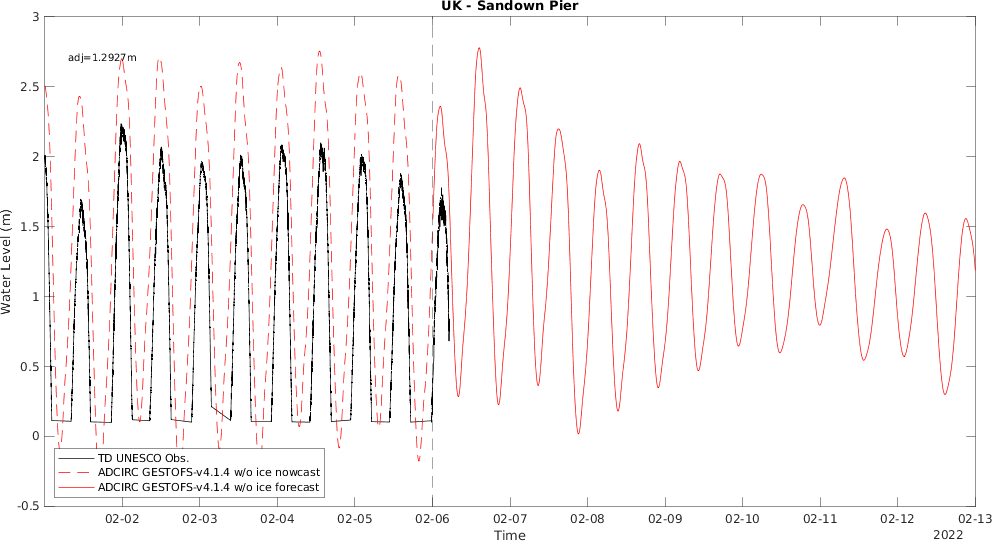 UK - Sandown Pier
adj=1.2927m
Water Level (m)
3
2.5
2
1.5
1
0.5
0
-0.5
TD UNESCO Obs.
ADCIRC GESTOFS-v4.1.4 w/o ice nowcast
ADCIRC GESTOFS-v4.1.4 w/o ice forecast
02-02 02-03 02-04 02-05 02-06 02-07 02-08 02-09 02-10 02-11 02-12 02-13
Time
2022